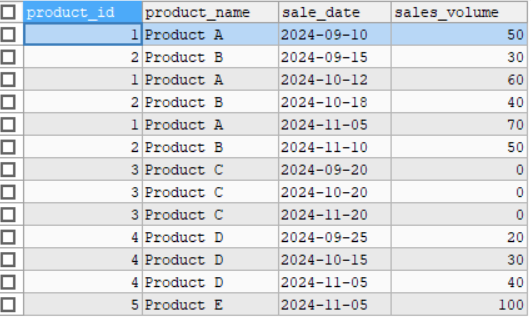 product_id product_name sale_date sales_volume
1 Product A 2024-09-10 50
2 Product B 2024-09-15 30
1 Product A 2024-10-12 60
2 Product B 2024-10-18 40
1 Product A 2024-11-05 70
2 Product B 2024-11-10 50
3 Product C 2024-09-20 0
3 Product C 2024-10-20 0
3 Product C 2024-11-20 0
4 Product D 2024-09-25 20
4 Product D 2024-10-15 30
4 Product D 2024-11-05 40
5 Product E 2024-11-05 100